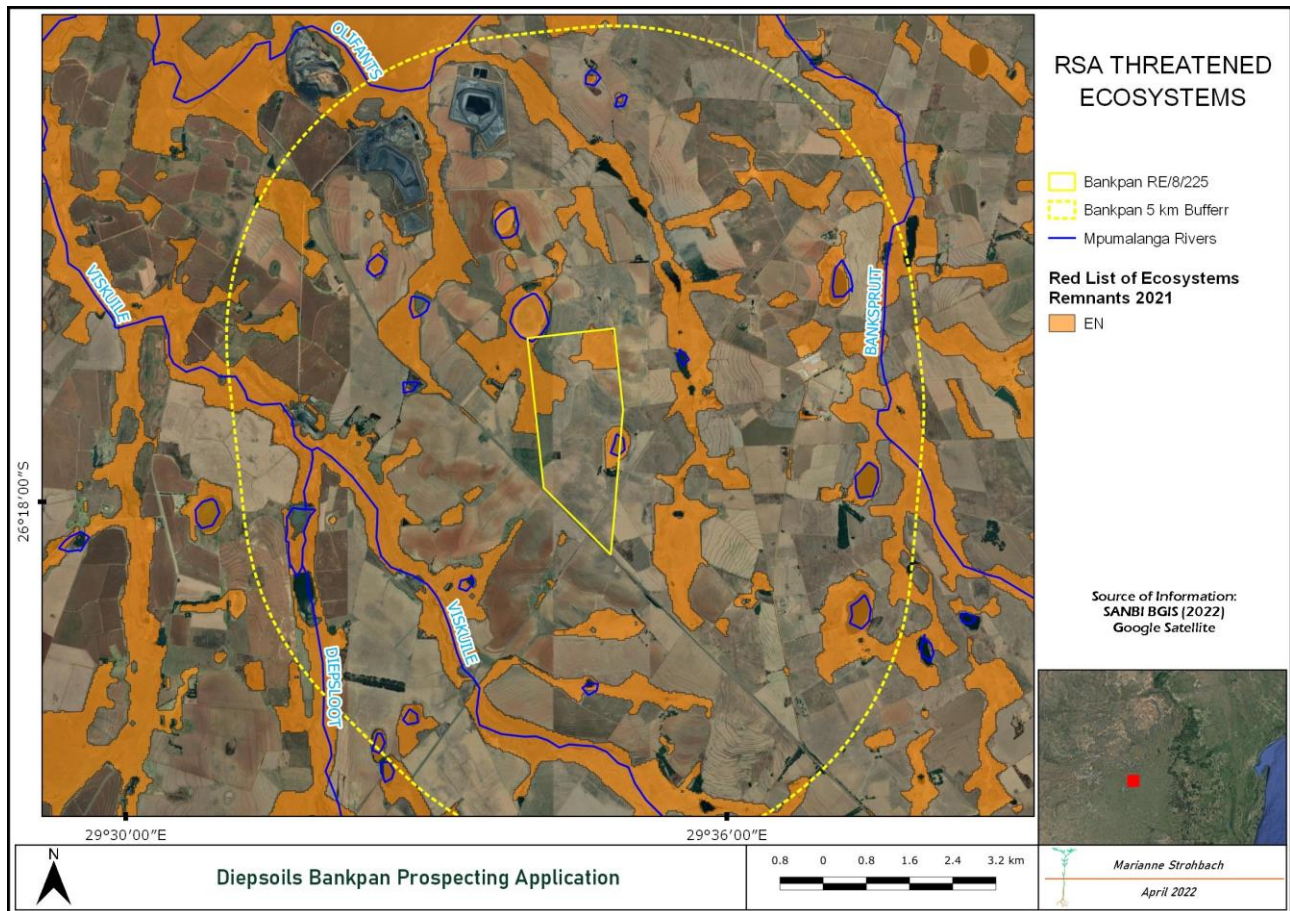 RSA THREATENED
ECOSYSTEMS
Bankpan RE/8/225
Bankpan 5 km Bufferr
Mpumalanga Rivers
Red List of Ecosystems
Remnants 2021
EN
Source of Information:
SANBI BGIS (2022)
Google Satellite
OLIFANTS
VISKUILE
BANKSPRUIT
VISKUILE
DIEPSLOOT
26°18'00"S
29°30'00"E
29°36'00"E
N
Diepsoils Bankpan Prospecting Application
0.8 0 0.8 1.6 2.4 3.2 km
Marianne Strohbach
April 2022